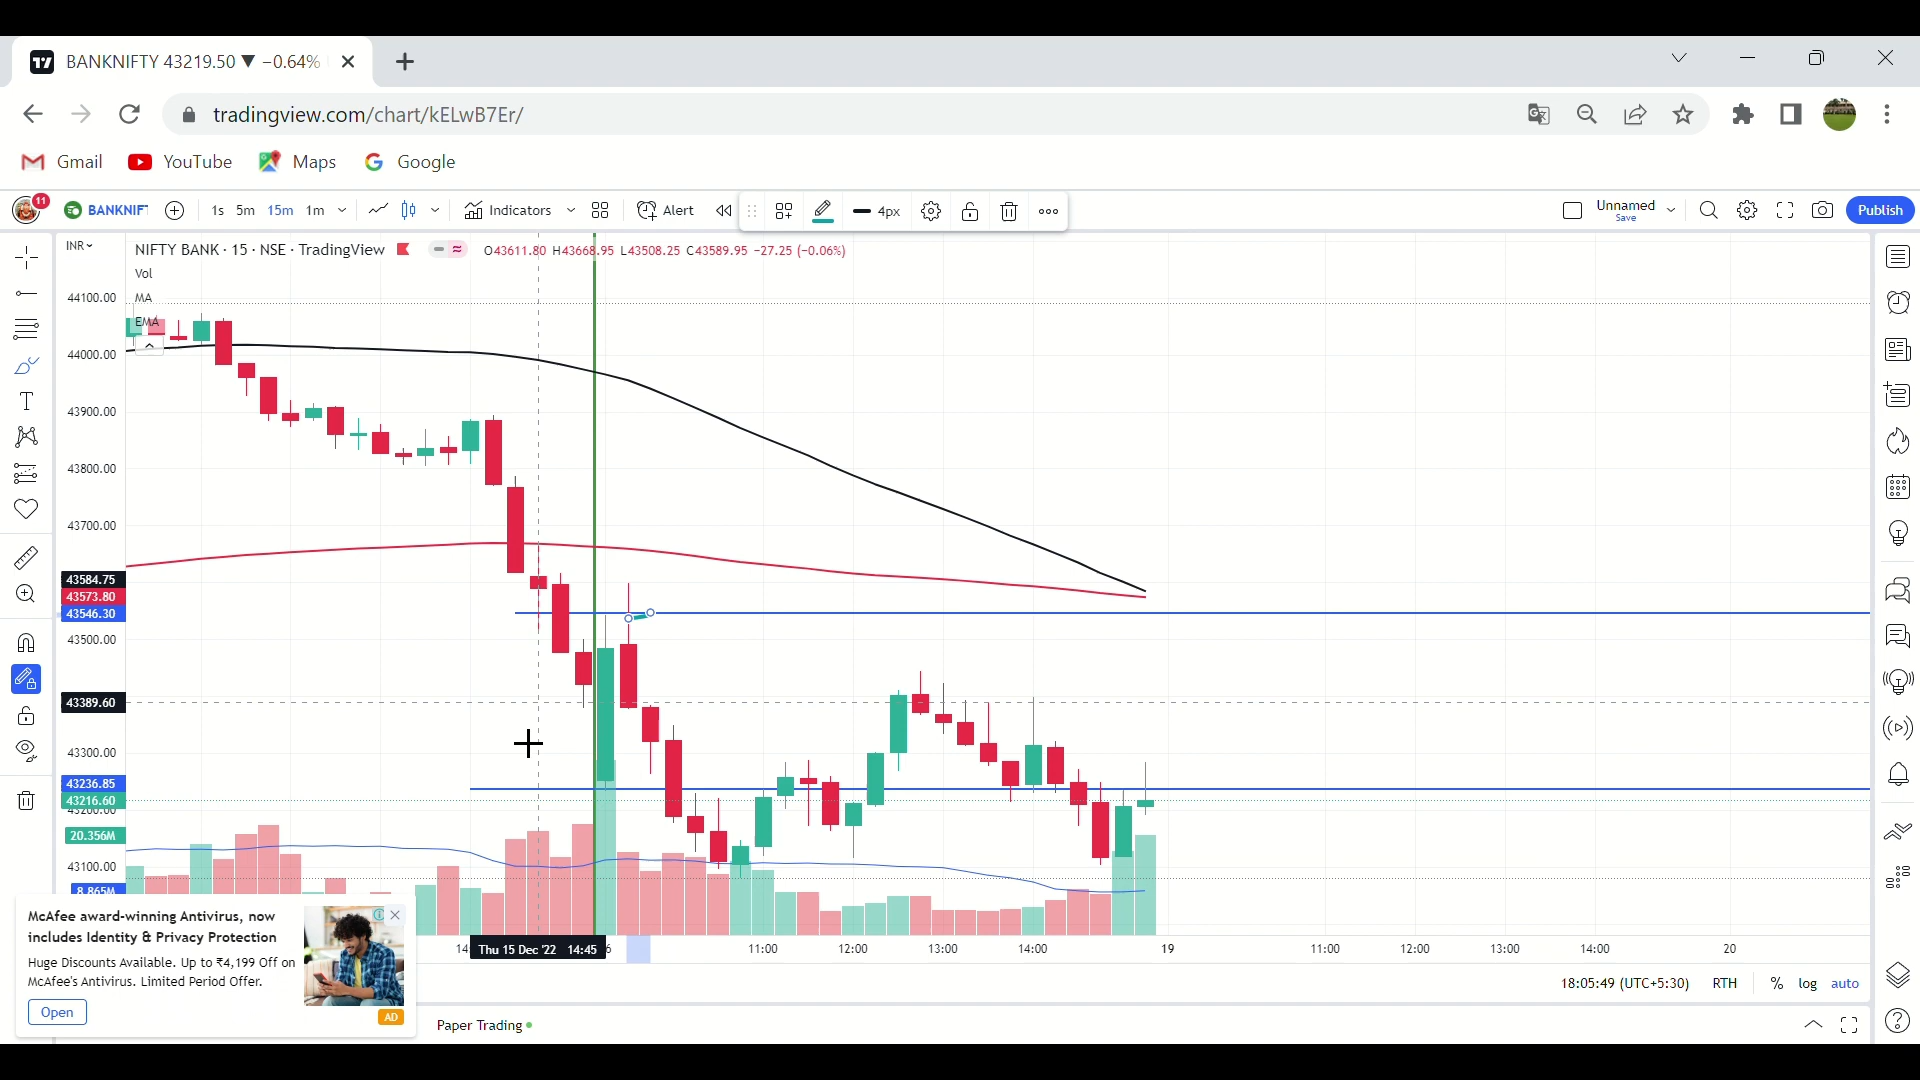 BANKNIFTY 43219.50 ▼ −0.64%
tradingview.com/chart/kELwB7Er/
Gmail YouTube Maps Google
11 BANKNIF 1s 5m 15m 1m Indicators Alert 4px Unnamed Save Publish
INR NIFTY BANK · 15 · NSE · TradingView O43611.80 H43668.95 L43508.25 C43589.95 −27.25 (−0.06%)
Vol
MA
EMA
44100.00
44000.00
43900.00
43800.00
43700.00
43584.75
43573.80
43546.30
43500.00
43389.60
43300.00
43236.85
43216.60
43200.00
20.356M
43100.00
8.865M
Thu 15 Dec '22 14:45 11:00 12:00 13:00 14:00 19 11:00 12:00 13:00 14:00 20
McAfee award-winning Antivirus, now
includes Identity & Privacy Protection
Huge Discounts Available. Up to ₹4,199 Off on
McAfee's Antivirus. Limited Period Offer.
Open
AD
18:05:49 (UTC+5:30) RTH % log auto
Paper Trading